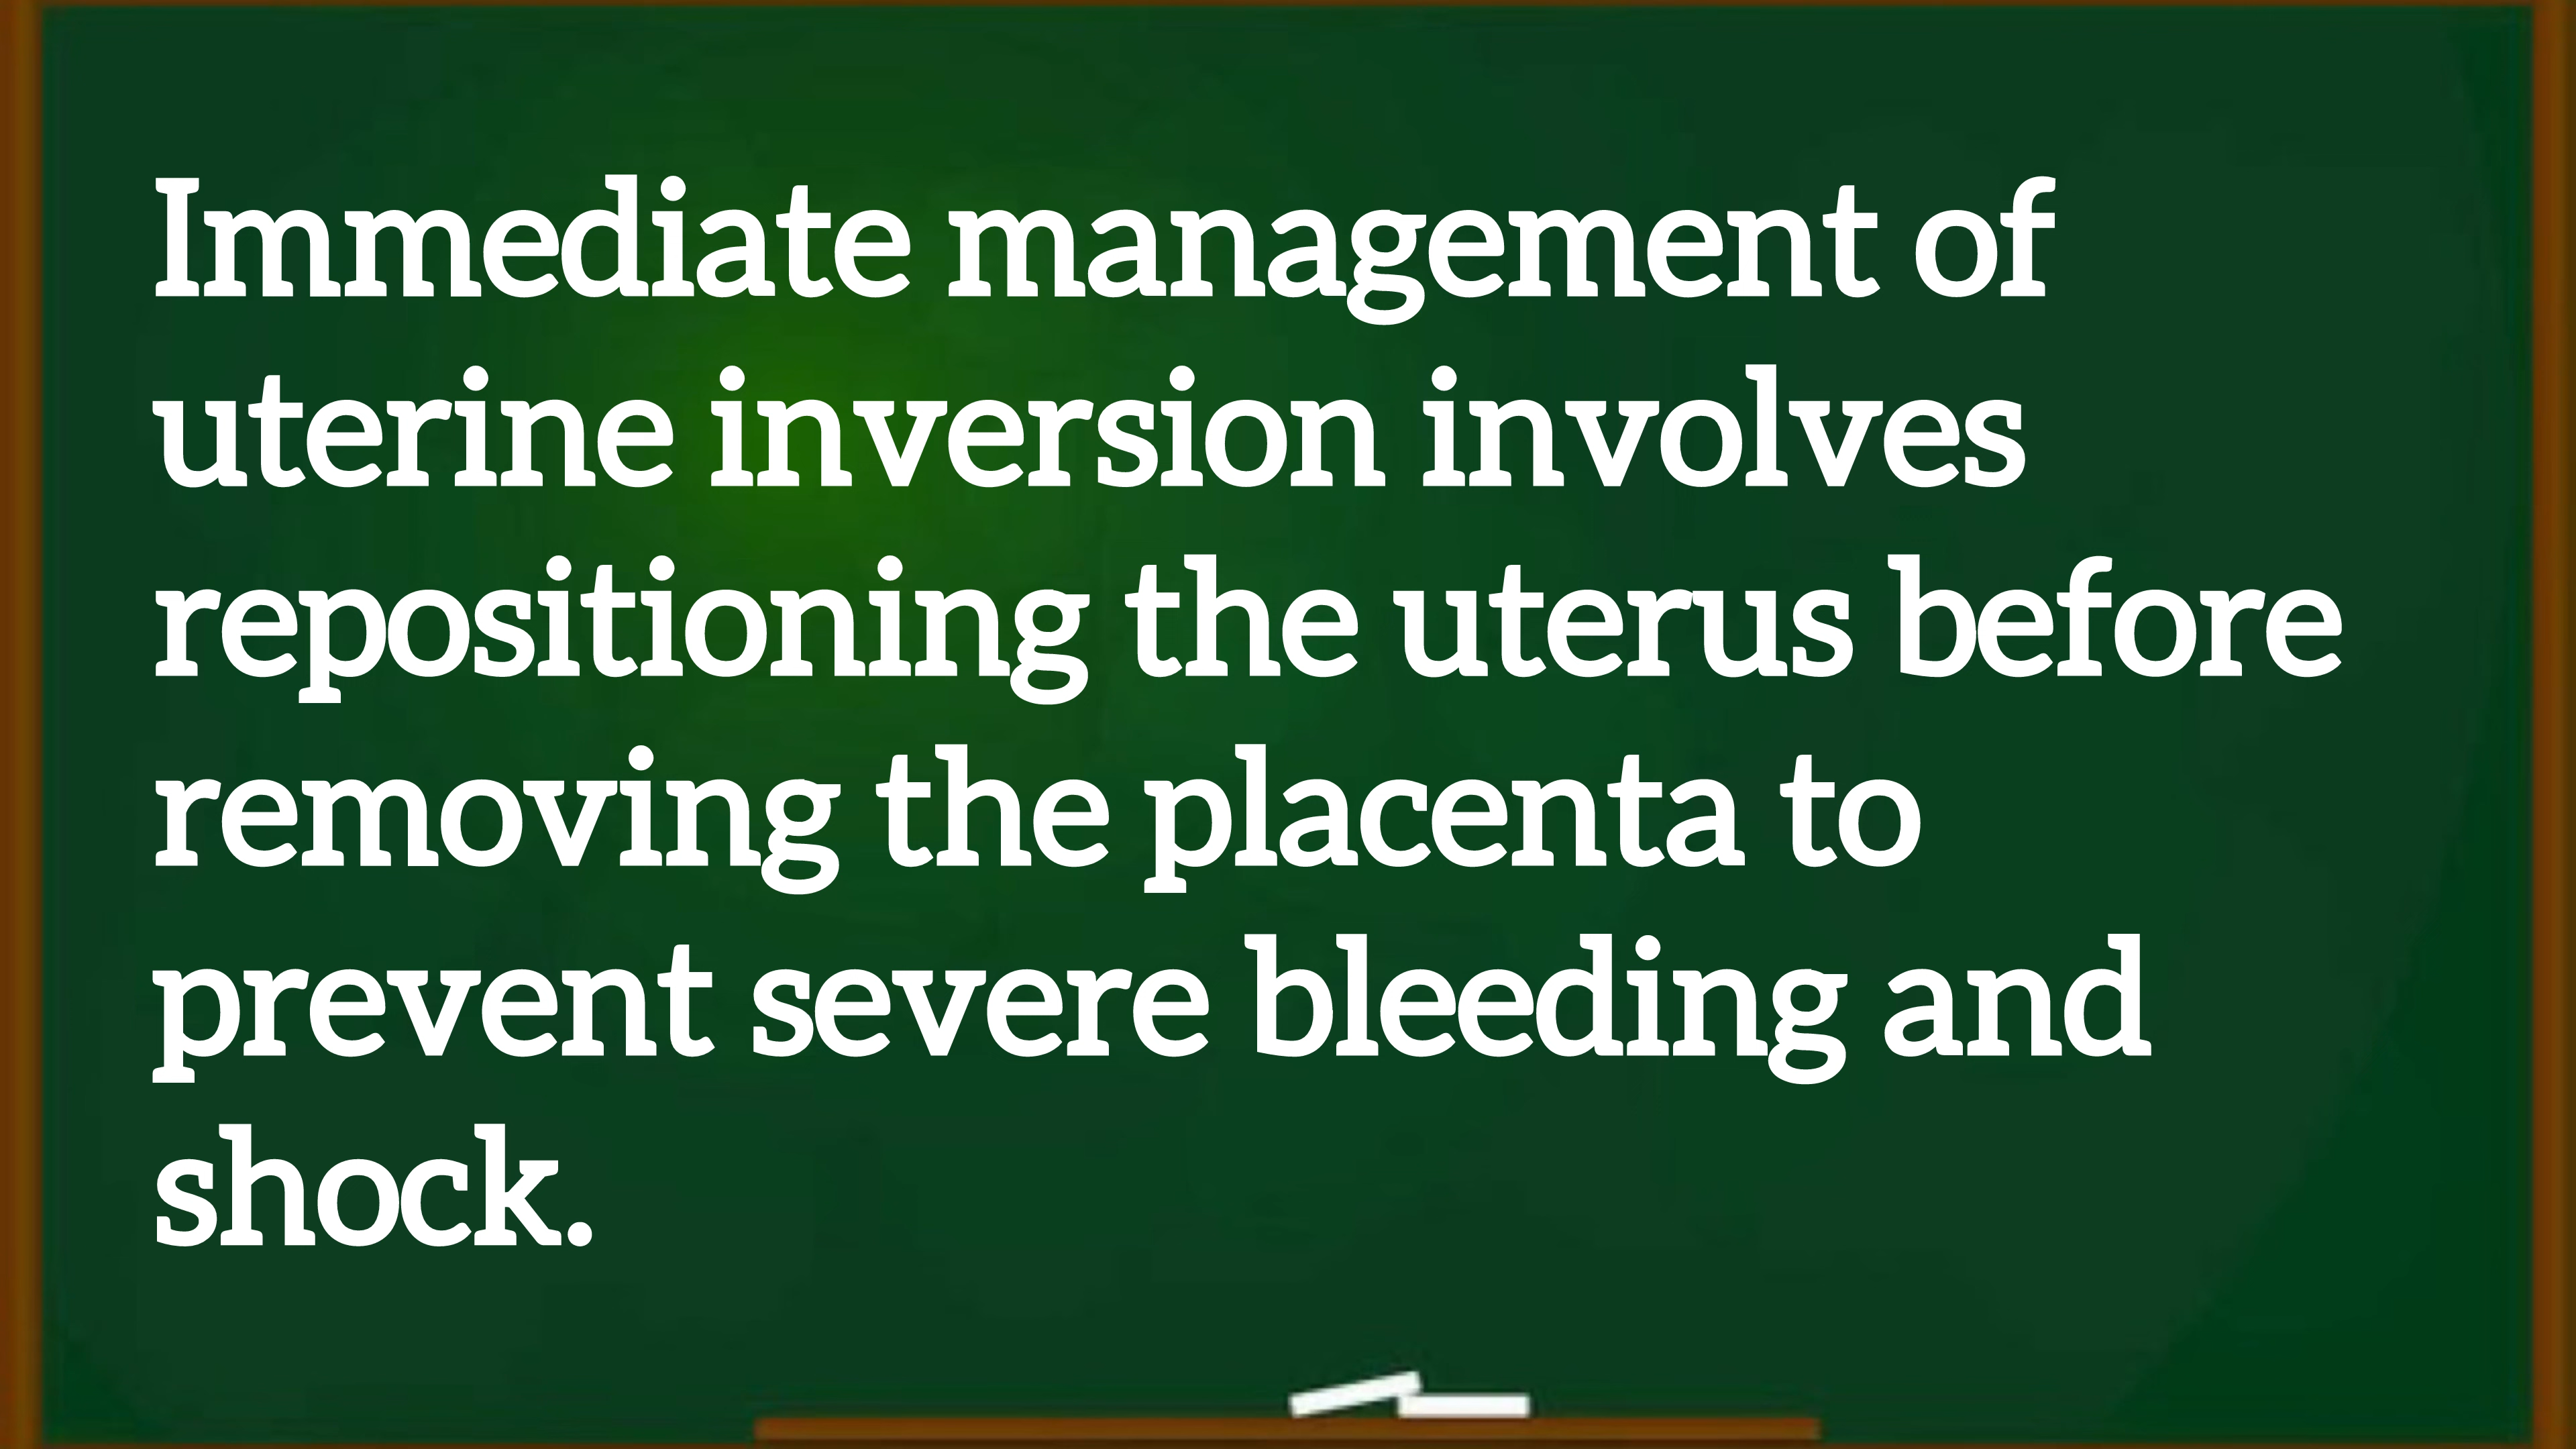 Immediate management of
uterine inversion involves
repositioning the uterus before
removing the placenta to
prevent severe bleeding and
shock.